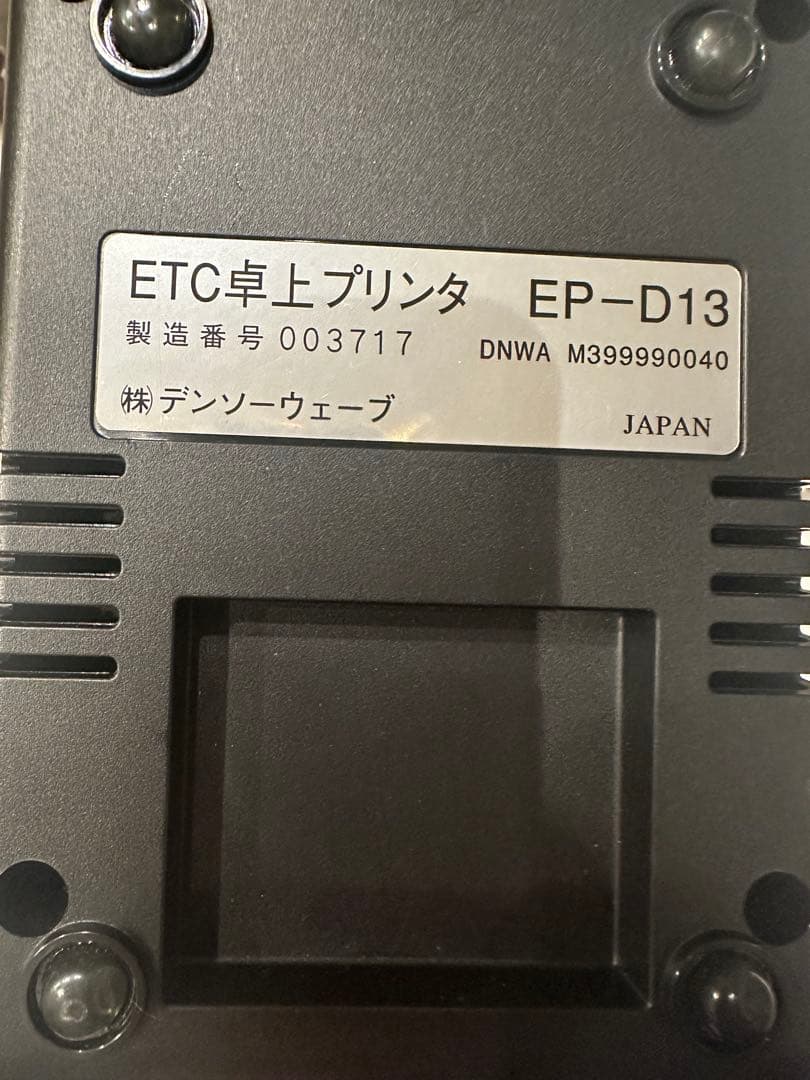 ETC卓上プリンタ EP-D13
製造番号 003717 DNWA M399990040
㈱デンソーウェーブ JAPAN